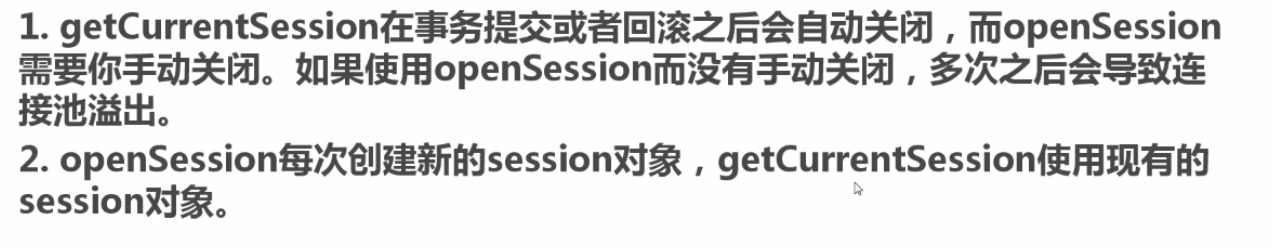 1. getCurrentSession在事务提交或者回滚之后会自动关闭，而openSession
需要你手动关闭。如果使用openSession而没有手动关闭，多次之后会导致连
接池溢出。
2. openSession每次创建新的session对象，getCurrentSession使用现有的
session对象。